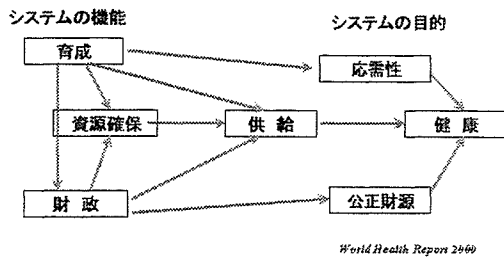 システムの機能
システムの目的
育成
応需性
資源確保
供 給
健 康
財 政
公正財源
World Health Report 2000